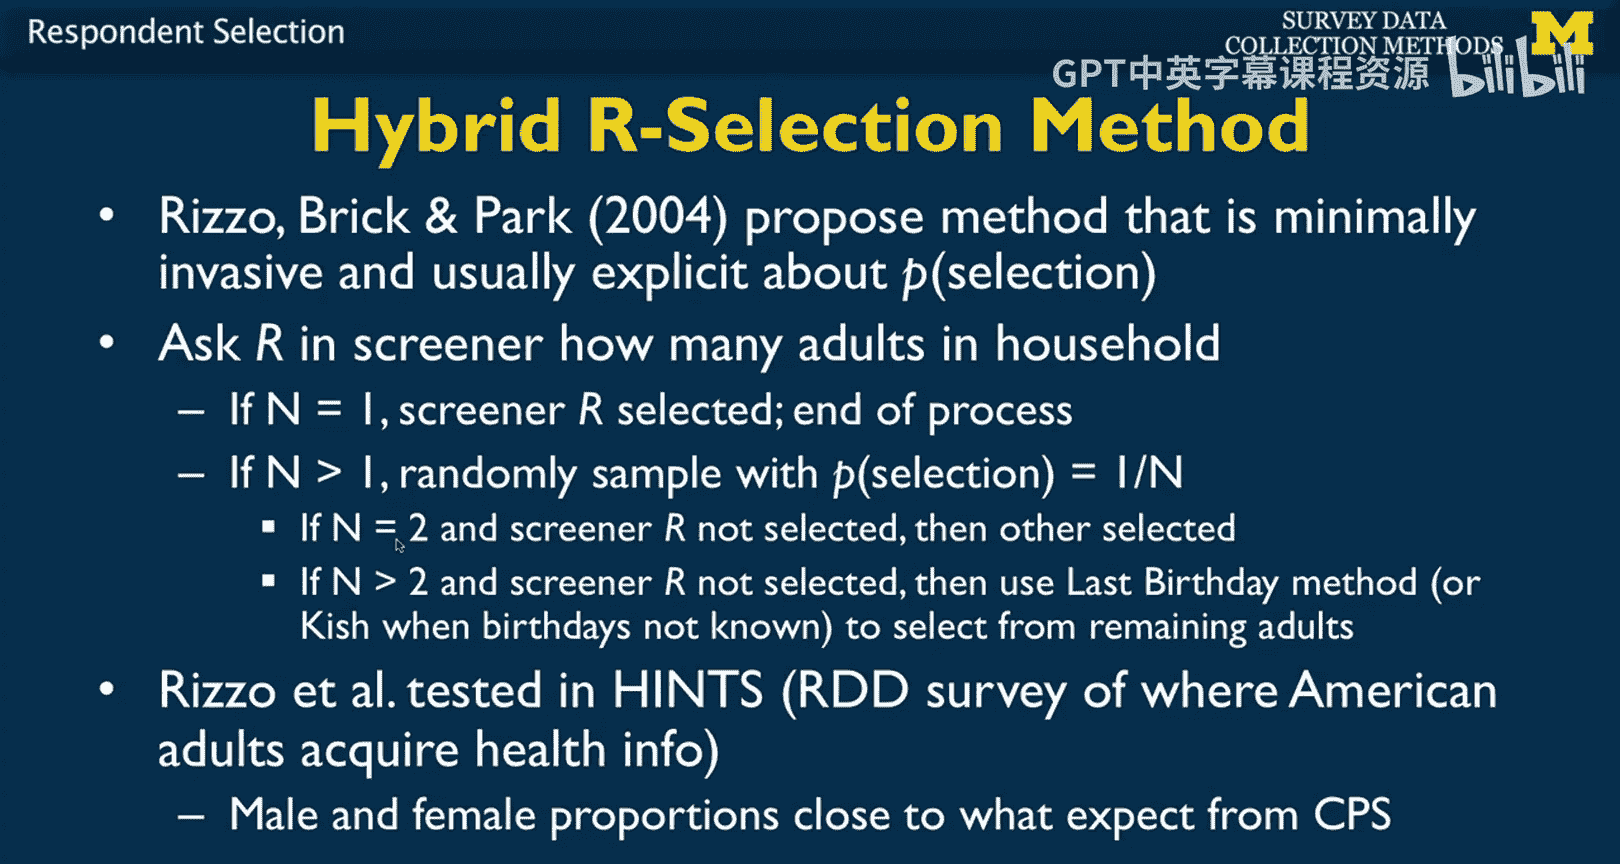 Respondent Selection
SURVEY DATA
COLLECTION METHODS
M
GPT中英字幕课程资源
bilibili
Hybrid R-Selection Method
• Rizzo, Brick & Park (2004) propose method that is minimally
invasive and usually explicit about p(selection)
• Ask R in screener how many adults in household
– If N = 1, screener R selected; end of process
– If N > 1, randomly sample with p(selection) = 1/N
▪ If N = 2 and screener R not selected, then other selected
▪ If N > 2 and screener R not selected, then use Last Birthday method (or
Kish when birthdays not known) to select from remaining adults
• Rizzo et al. tested in HINTS (RDD survey of where American
adults acquire health info)
– Male and female proportions close to what expect from CPS